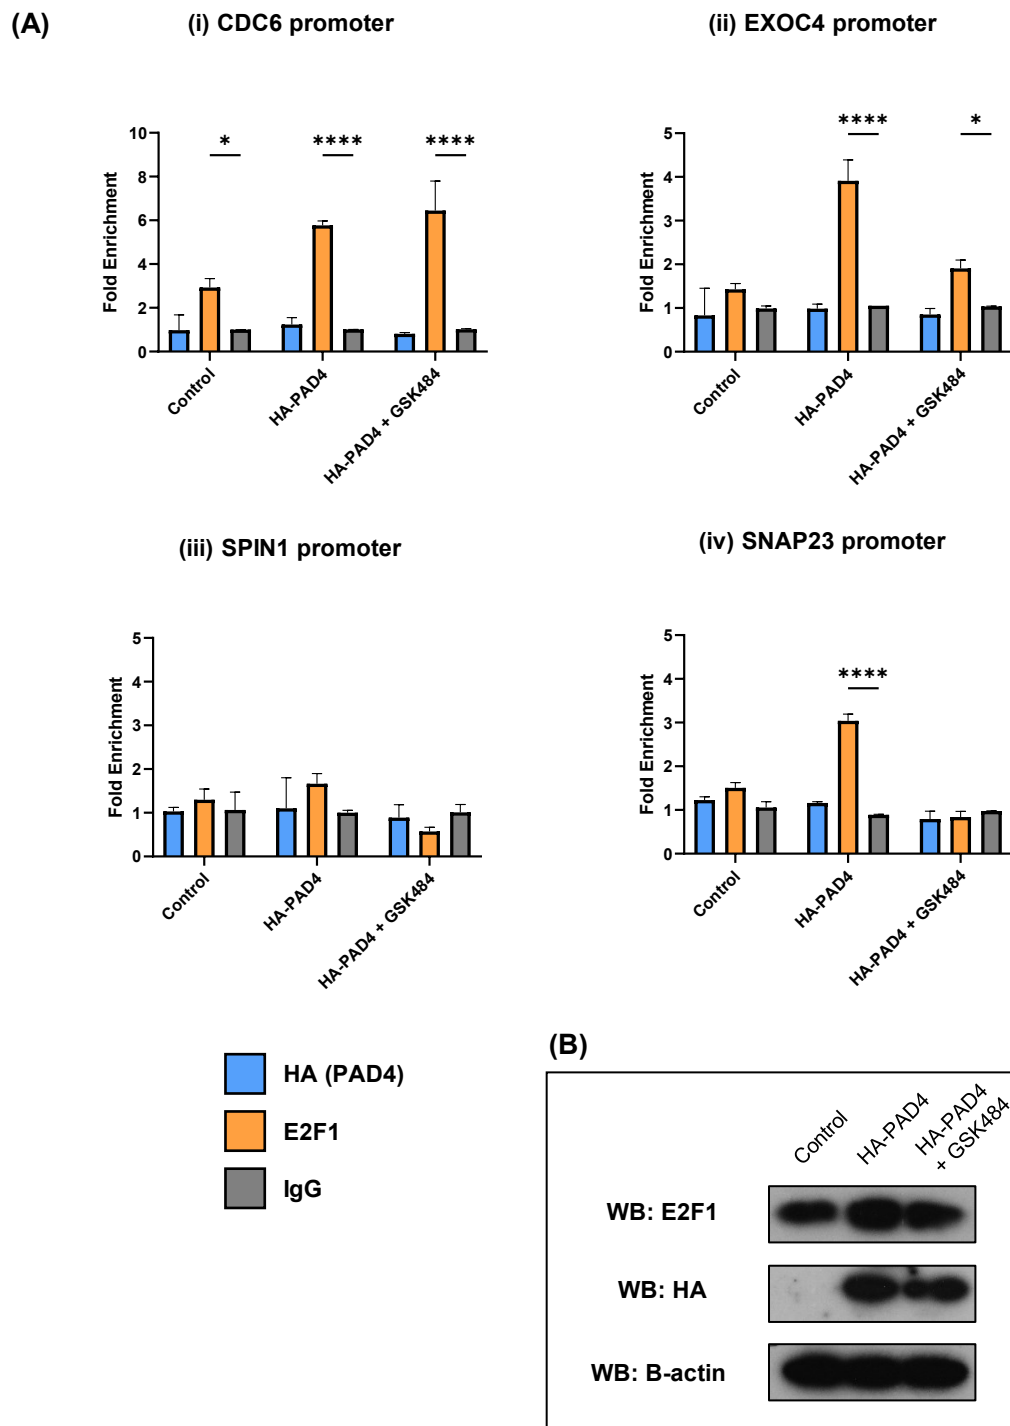 (A)
(i) CDC6 promoter
Fold Enrichment
10
8
6
4
2
0
*
****
****
Control
HA-PAD4
HA-PAD4 + GSK484
(ii) EXOC4 promoter
Fold Enrichment
5
4
3
2
1
0
****
*
Control
HA-PAD4
HA-PAD4 + GSK484
(iii) SPIN1 promoter
Fold Enrichment
5
4
3
2
1
0
Control
HA-PAD4
HA-PAD4 + GSK484
(iv) SNAP23 promoter
Fold Enrichment
5
4
3
2
1
0
****
Control
HA-PAD4
HA-PAD4 + GSK484
HA (PAD4)
E2F1
IgG
(B)
Control
HA-PAD4
HA-PAD4
+ GSK484
WB: E2F1
WB: HA
WB: B-actin